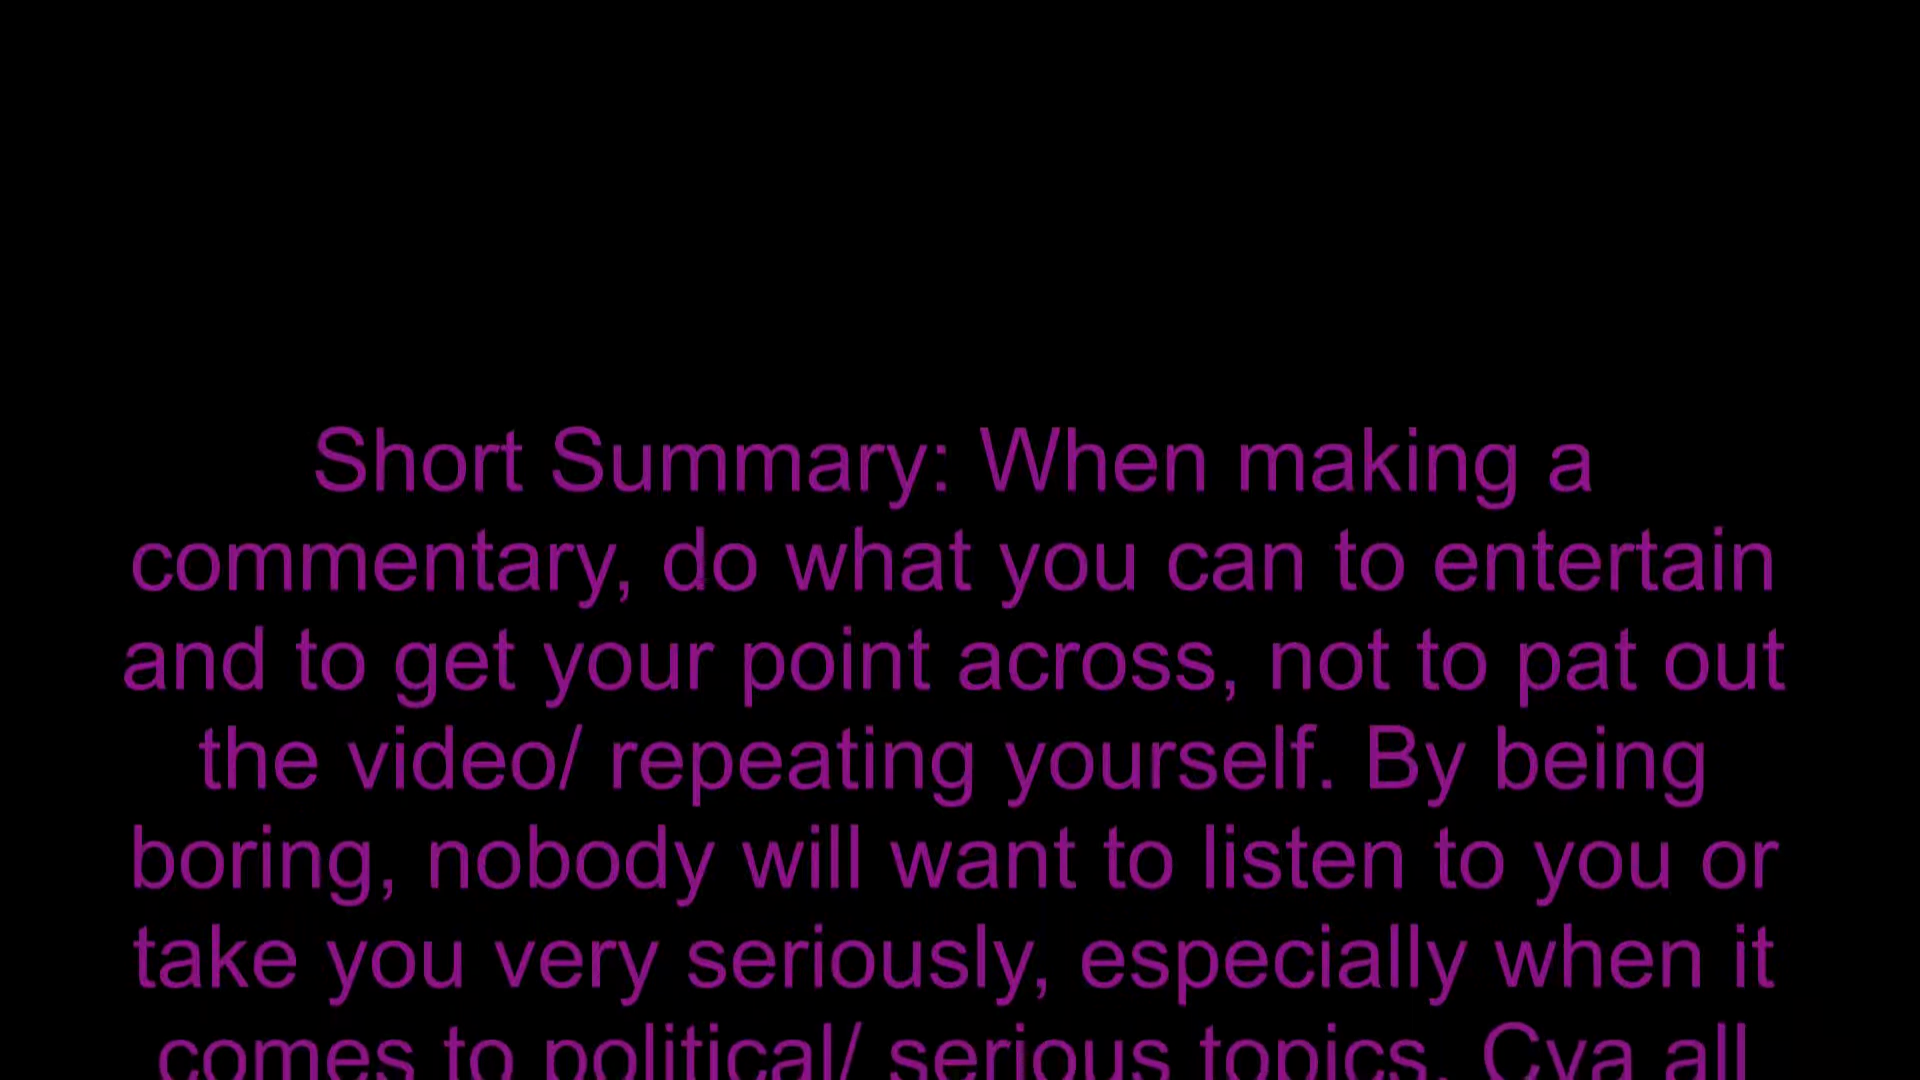 Short Summary: When making a
commentary, do what you can to entertain
and to get your point across, not to pat out
the video/ repeating yourself. By being
boring, nobody will want to listen to you or
take you very seriously, especially when it
comes to political/ serious topics. Cya all